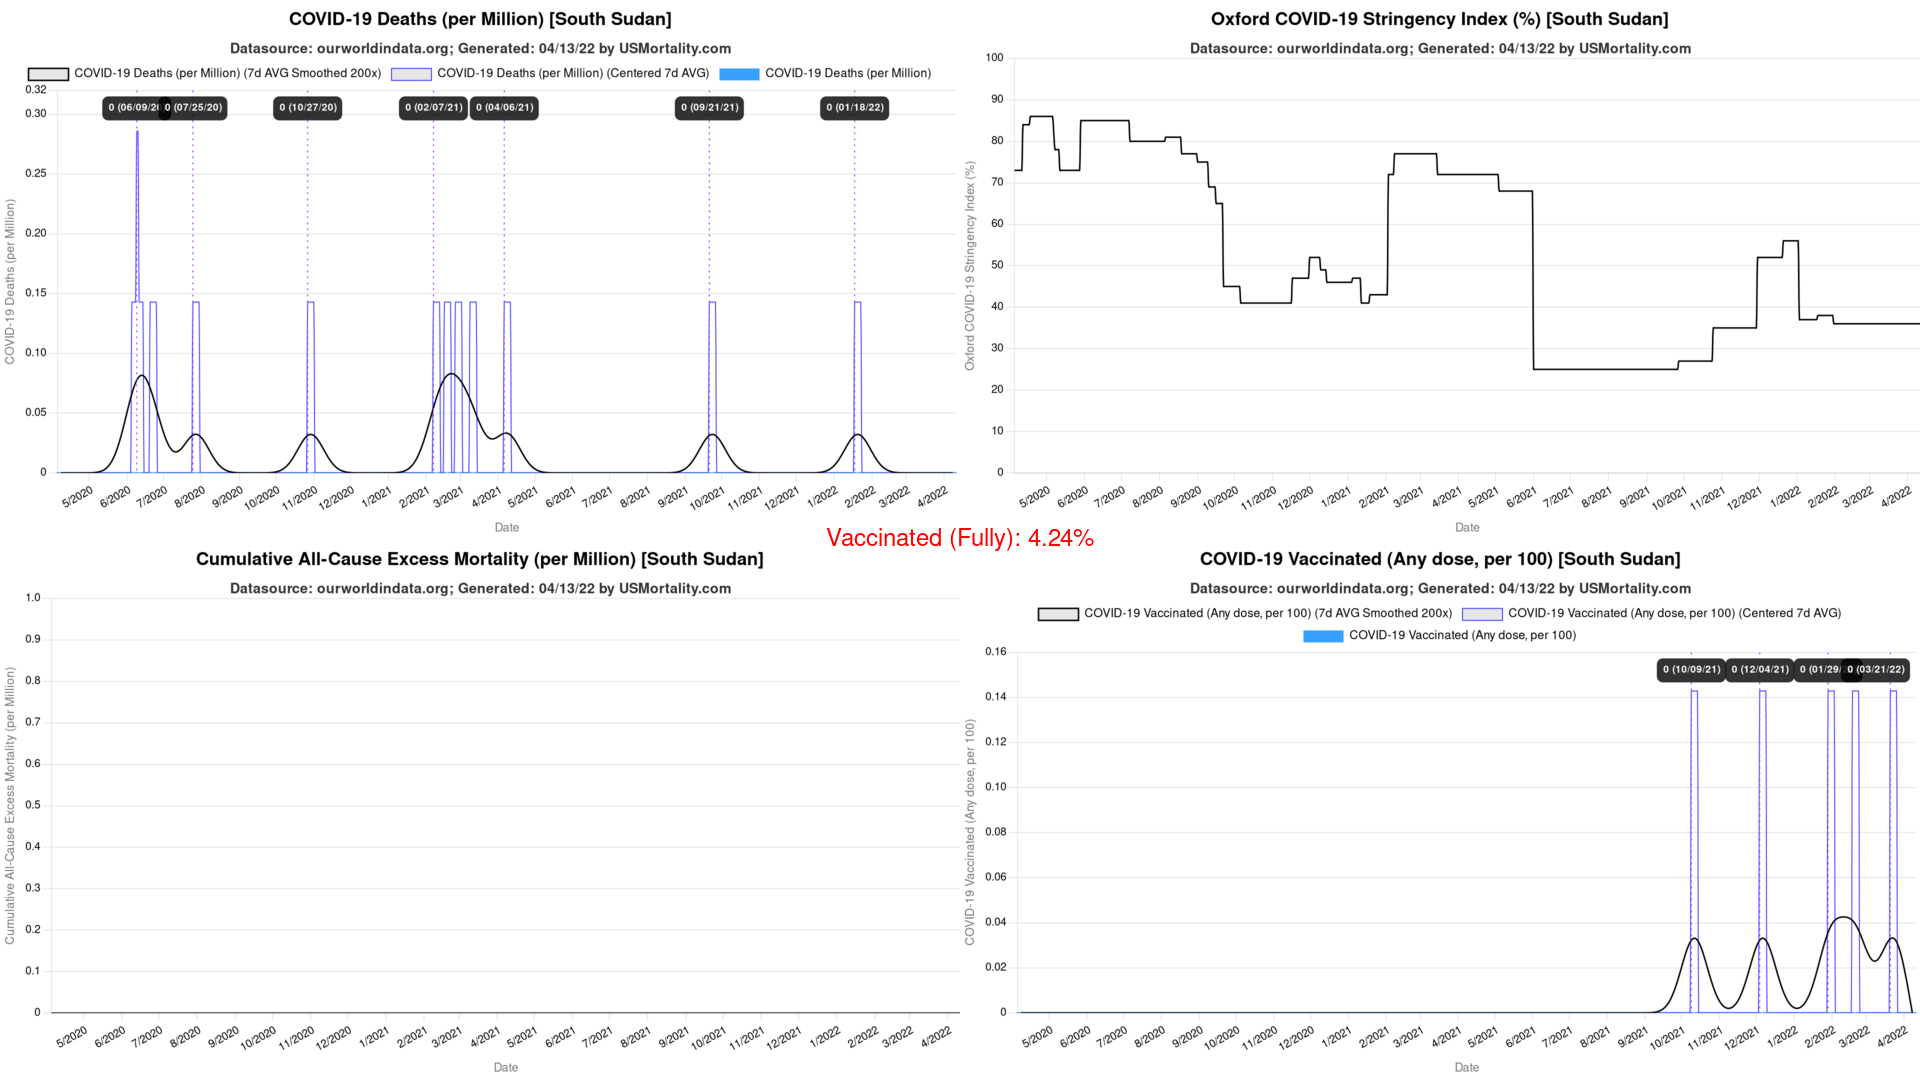 COVID-19 Deaths (per Million) [South Sudan]
Datasource: ourworldindata.org; Generated: 04/13/22 by USMortality.com
COVID-19 Deaths (per Million) (7d AVG Smoothed 200x) COVID-19 Deaths (per Million) (Centered 7d AVG) COVID-19 Deaths (per Million)
0.32
0.30
0.25
0.20
0.15
0.10
0.05
0
COVID-19 Deaths (per Million)
0 (06/09/20 0 (07/25/20) 0 (10/27/20) 0 (02/07/21) 0 (04/06/21) 0 (09/21/21) 0 (01/18/22)
5/2020 6/2020 7/2020 8/2020 9/2020 10/2020 11/2020 12/2020 1/2021 2/2021 3/2021 4/2021 5/2021 6/2021 7/2021 8/2021 9/2021 10/2021 11/2021 12/2021 1/2022 2/2022 3/2022 4/2022
Date
Oxford COVID-19 Stringency Index (%) [South Sudan]
Datasource: ourworldindata.org; Generated: 04/13/22 by USMortality.com
100
90
80
70
60
50
40
30
20
10
0
Oxford COVID-19 Stringency Index (%)
5/2020 6/2020 7/2020 8/2020 9/2020 10/2020 11/2020 12/2020 1/2021 2/2021 3/2021 4/2021 5/2021 6/2021 7/2021 8/2021 9/2021 10/2021 11/2021 12/2021 1/2022 2/2022 3/2022 4/2022
Date
Vaccinated (Fully): 4.24%
Cumulative All-Cause Excess Mortality (per Million) [South Sudan]
Datasource: ourworldindata.org; Generated: 04/13/22 by USMortality.com
1.0
0.9
0.8
0.7
0.6
0.5
0.4
0.3
0.2
0.1
0
Cumulative All-Cause Excess Mortality (per Million)
5/2020 6/2020 7/2020 8/2020 9/2020 10/2020 11/2020 12/2020 1/2021 2/2021 3/2021 4/2021 5/2021 6/2021 7/2021 8/2021 9/2021 10/2021 11/2021 12/2021 1/2022 2/2022 3/2022 4/2022
Date
COVID-19 Vaccinated (Any dose, per 100) [South Sudan]
Datasource: ourworldindata.org; Generated: 04/13/22 by USMortality.com
COVID-19 Vaccinated (Any dose, per 100) (7d AVG Smoothed 200x) COVID-19 Vaccinated (Any dose, per 100) (Centered 7d AVG)
COVID-19 Vaccinated (Any dose, per 100)
0.16
0.14
0.12
0.10
0.08
0.06
0.04
0.02
0
COVID-19 Vaccinated (Any dose, per 100)
0 (10/09/21) 0 (12/04/21) 0 (01/29/ 0 (03/21/22)
5/2020 6/2020 7/2020 8/2020 9/2020 10/2020 11/2020 12/2020 1/2021 2/2021 3/2021 4/2021 5/2021 6/2021 7/2021 8/2021 9/2021 10/2021 11/2021 12/2021 1/2022 2/2022 3/2022 4/2022
Date